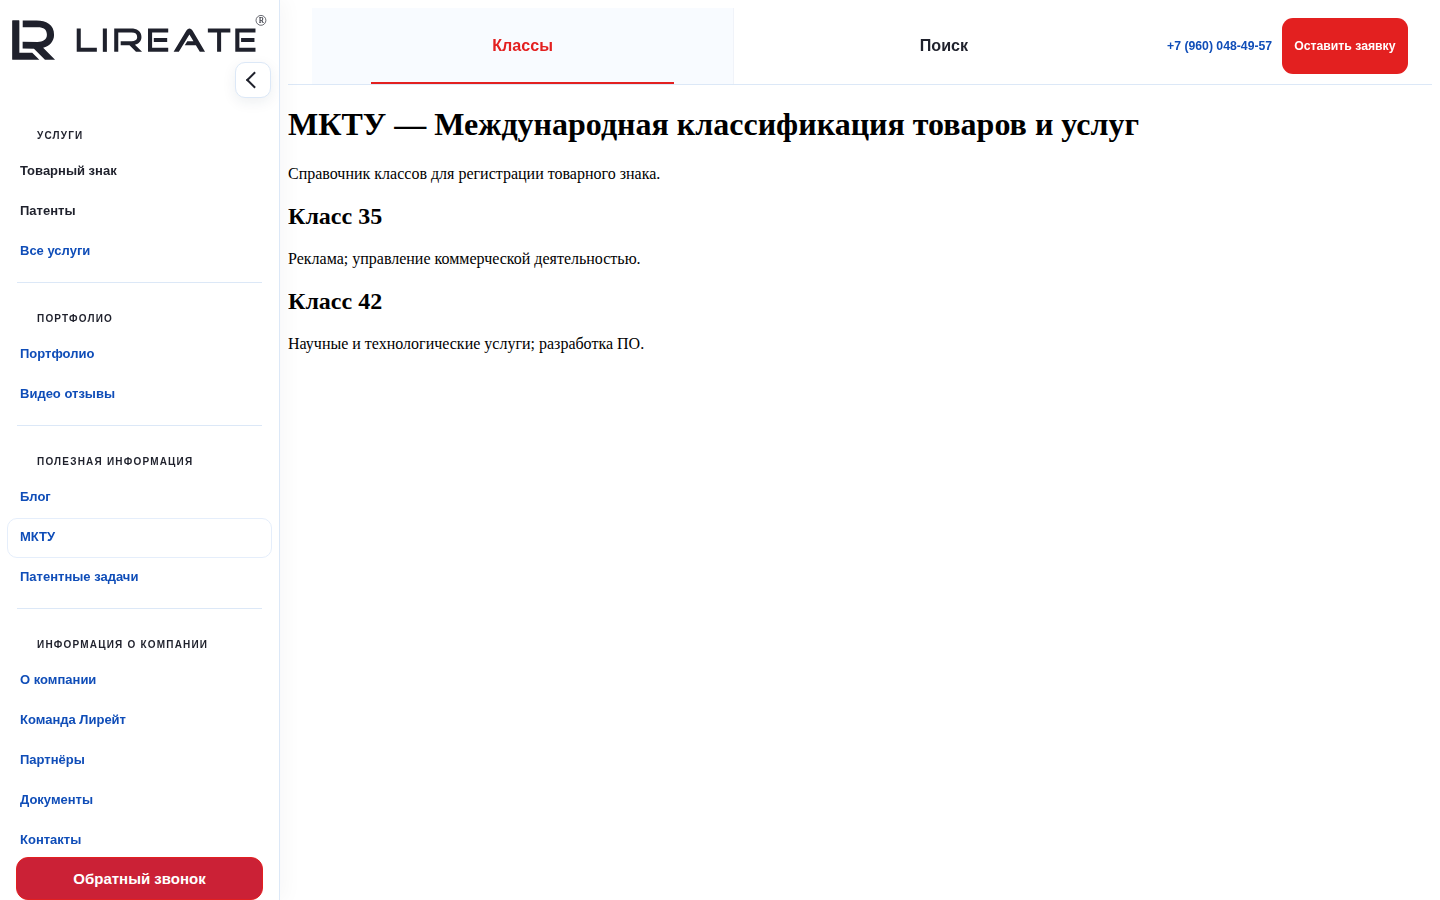 LIREATE®
УСЛУГИ
Товарный знак
Патенты
Все услуги
ПОРТФОЛИО
Портфолио
Видео отзывы
ПОЛЕЗНАЯ ИНФОРМАЦИЯ
Блог
МКТУ
Патентные задачи
ИНФОРМАЦИЯ О КОМПАНИИ
О компании
Команда Лирейт
Партнёры
Документы
Контакты
Обратный звонок
Классы
Поиск
+7 (960) 048-49-57
Оставить заявку
МКТУ — Международная классификация товаров и услуг
Справочник классов для регистрации товарного знака.
Класс 35
Реклама; управление коммерческой деятельностью.
Класс 42
Научные и технологические услуги; разработка ПО.